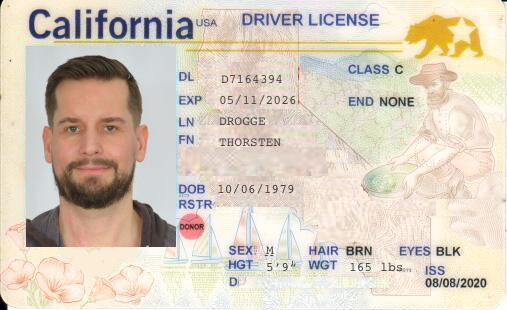 California USA DRIVER LICENSE
DL D7164394 CLASS C
EXP 05/11/2026 END NONE
LN DROGGE
FN THORSTEN
DOB 10/06/1979
RSTR
DONOR
SEX M HAIR BRN EYES BLK
HGT 5'9" WGT 165 lbs ISS
D 08/08/2020